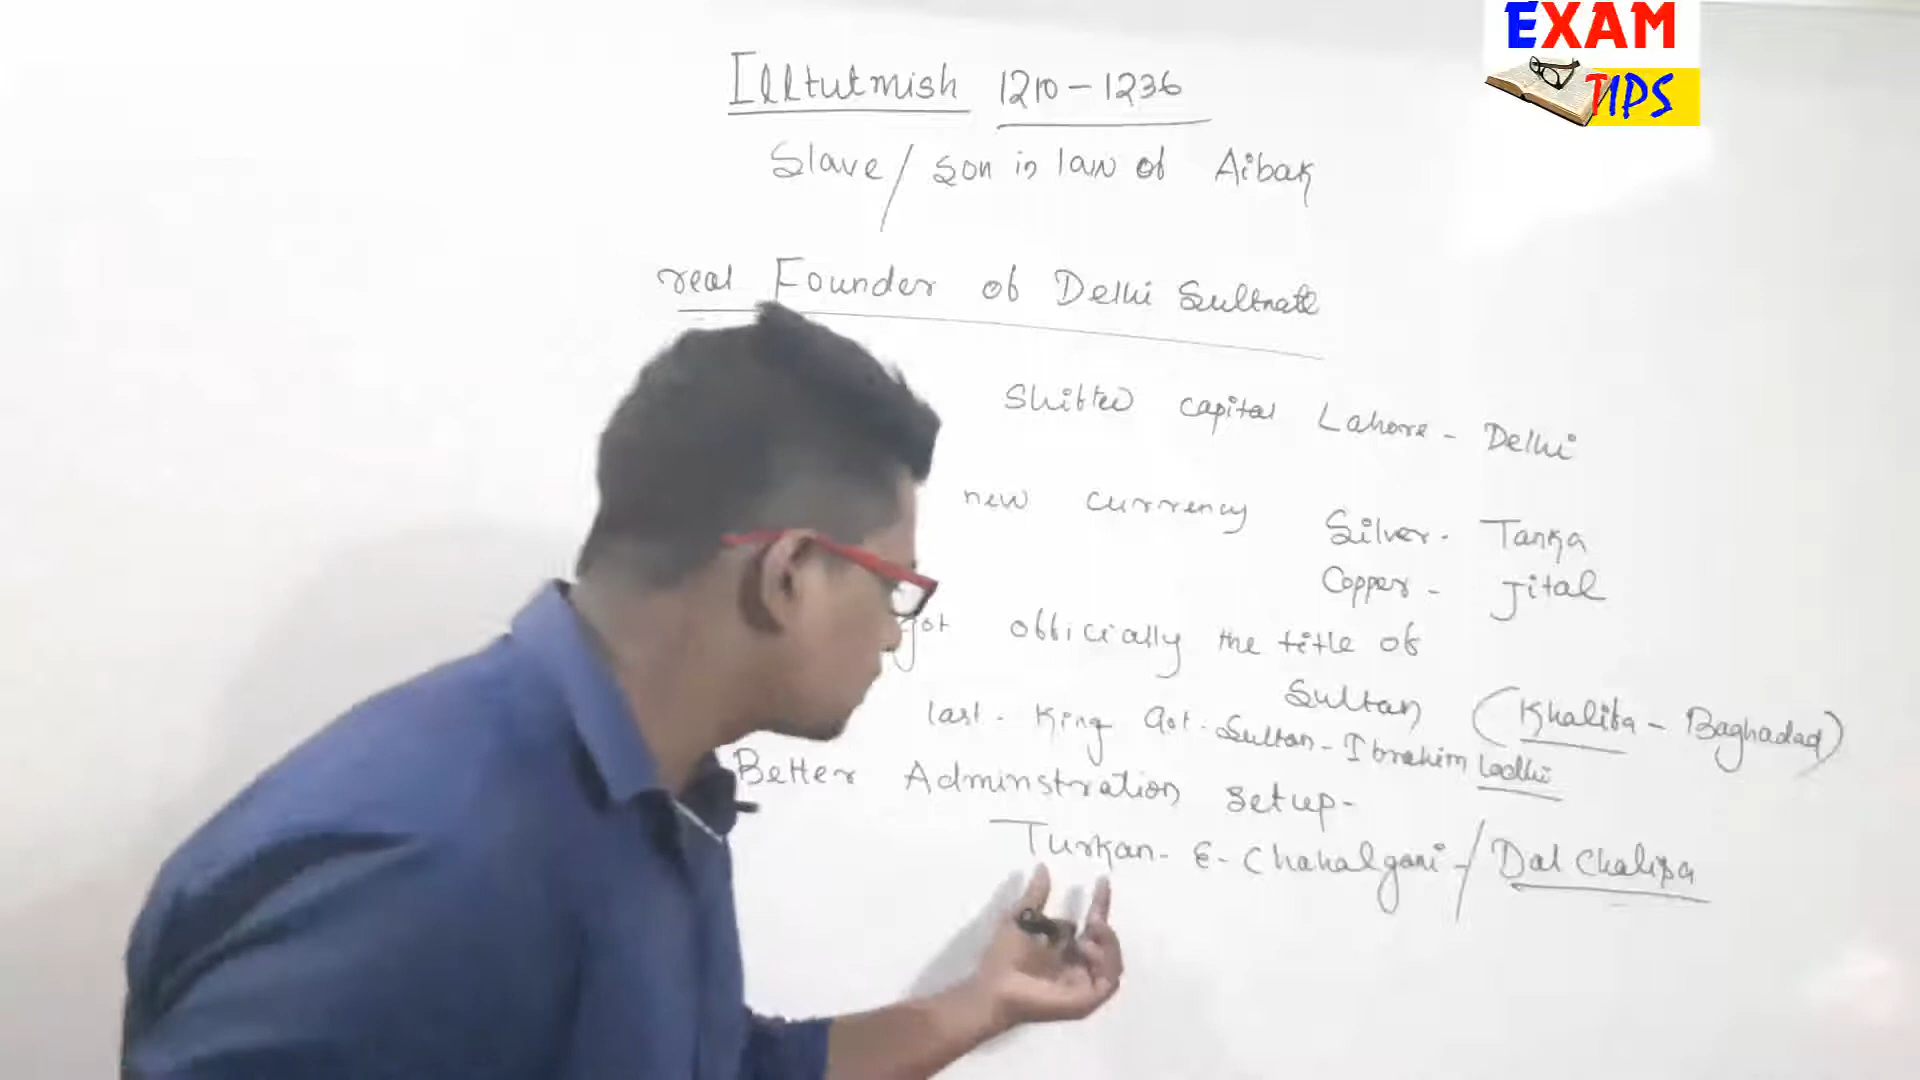 EXAM
TIPS
Illtutmish 1210-1236
Slave / son in law of Aibak
real Founder of Delhi Sultnate
Shifted capital Lahore - Delhi
new currency Silver - Tanka
Copper - Jital
got officially the title of
Sultan (Khalifa - Baghadad)
last - King Got - Sultan - Ibrahim Lodhi
Better Adminstration setup -
Turkan - E - Chahalgani - / Dal Chalisa